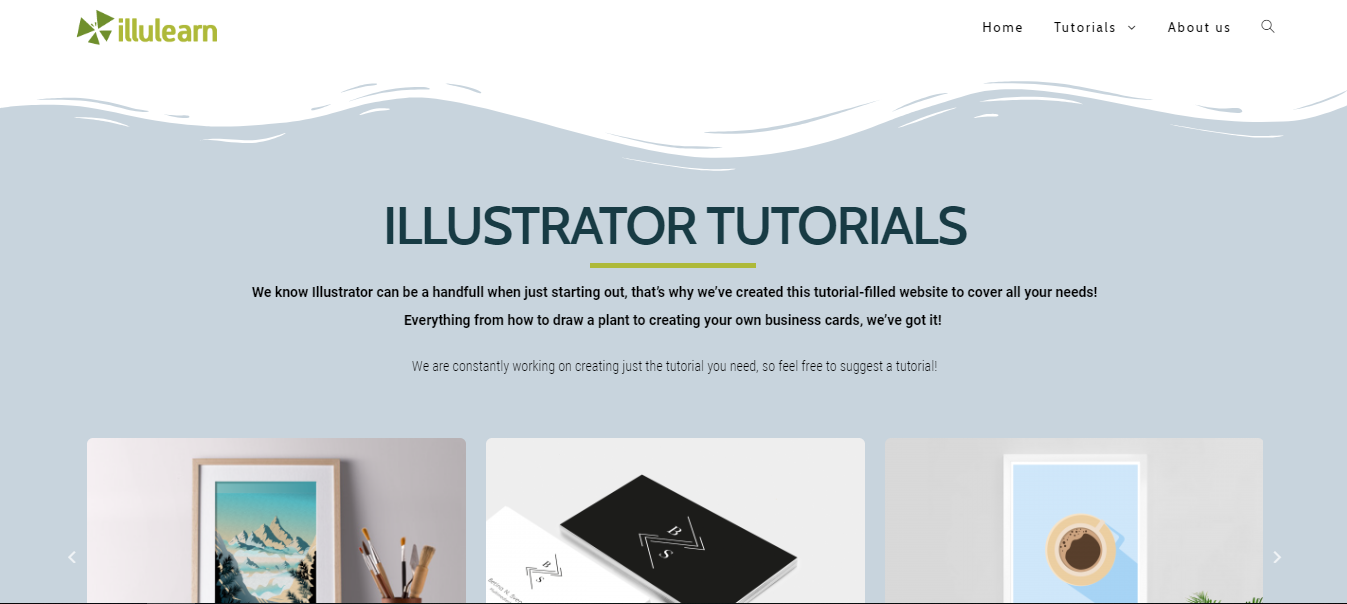 illulearn
Home Tutorials About us
ILLUSTRATOR TUTORIALS
We know Illustrator can be a handfull when just starting out, that's why we've created this tutorial-filled website to cover all your needs!
Everything from how to draw a plant to creating your own business cards, we've got it!
We are constantly working on creating just the tutorial you need, so feel free to suggest a tutorial!
B
S
B
S